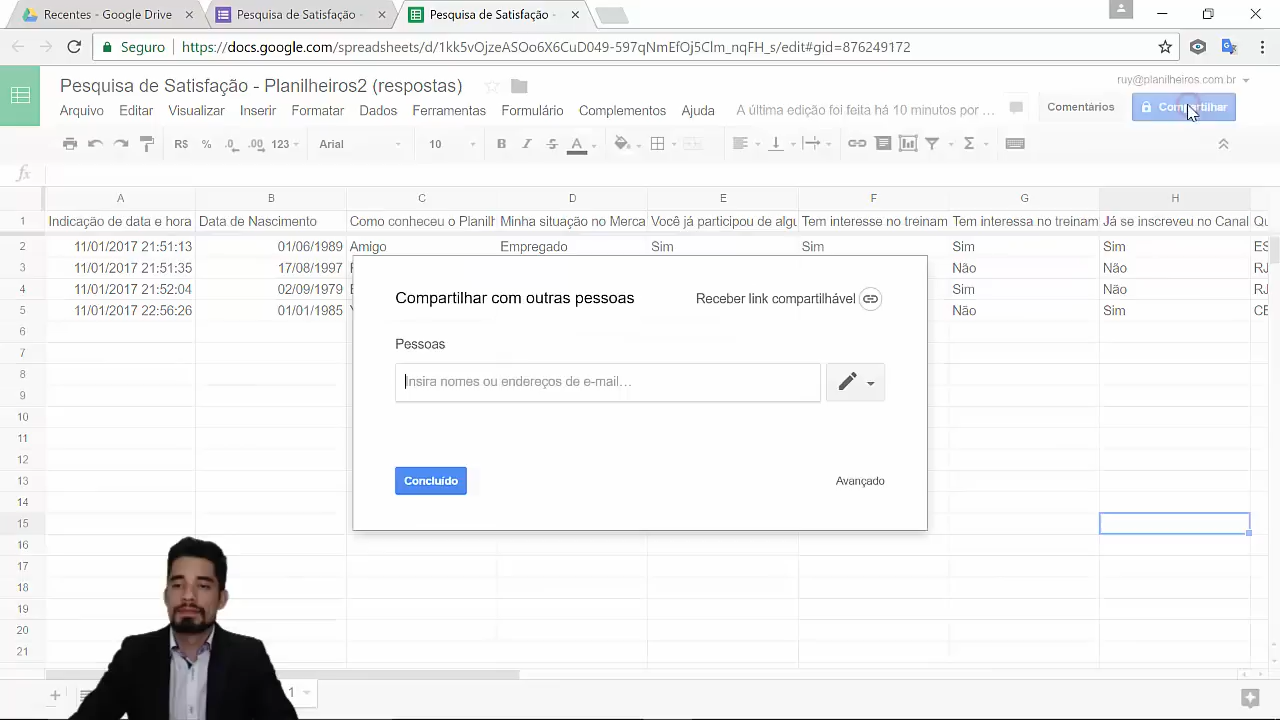 Recentes - Google Drive
Pesquisa de Satisfação -
Pesquisa de Satisfação -
Seguro
https://docs.google.com/spreadsheets/d/1kk5vOjzeASOo6X6CuD049-597qNmEfOj5Clm_nqFH_s/edit#gid=876249172
Pesquisa de Satisfação - Planilheiros2 (respostas)
ruy@planilheiros.com.br
Arquivo Editar Visualizar Inserir Formatar Dados Ferramentas Formulário Complementos Ajuda
A última edição foi feita há 10 minutos por ...
Comentários
Compartilhar
R$ % .0 .00 123 Arial 10
fx
A B C D E F G H
1 Indicação de data e hora Data de Nascimento Como conheceu o Planilh Minha situação no Merca Você já participou de algu Tem interesse no treinam Tem interessa no treinam Já se inscreveu no Canal Qu
2 11/01/2017 21:51:13 01/06/1989 Amigo Empregado Sim Sim Sim Sim ES
3 11/01/2017 21:51:35 17/08/1997 Não Não RJ
4 11/01/2017 21:52:04 02/09/1979 Sim Não RJ
5 11/01/2017 22:56:26 01/01/1985 Não Sim CE
6
7
8
9
10
11
12
13
14
15
16
17
18
19
20
21
Compartilhar com outras pessoas
Receber link compartilhável
Pessoas
Insira nomes ou endereços de e-mail...
Concluído
Avançado
1